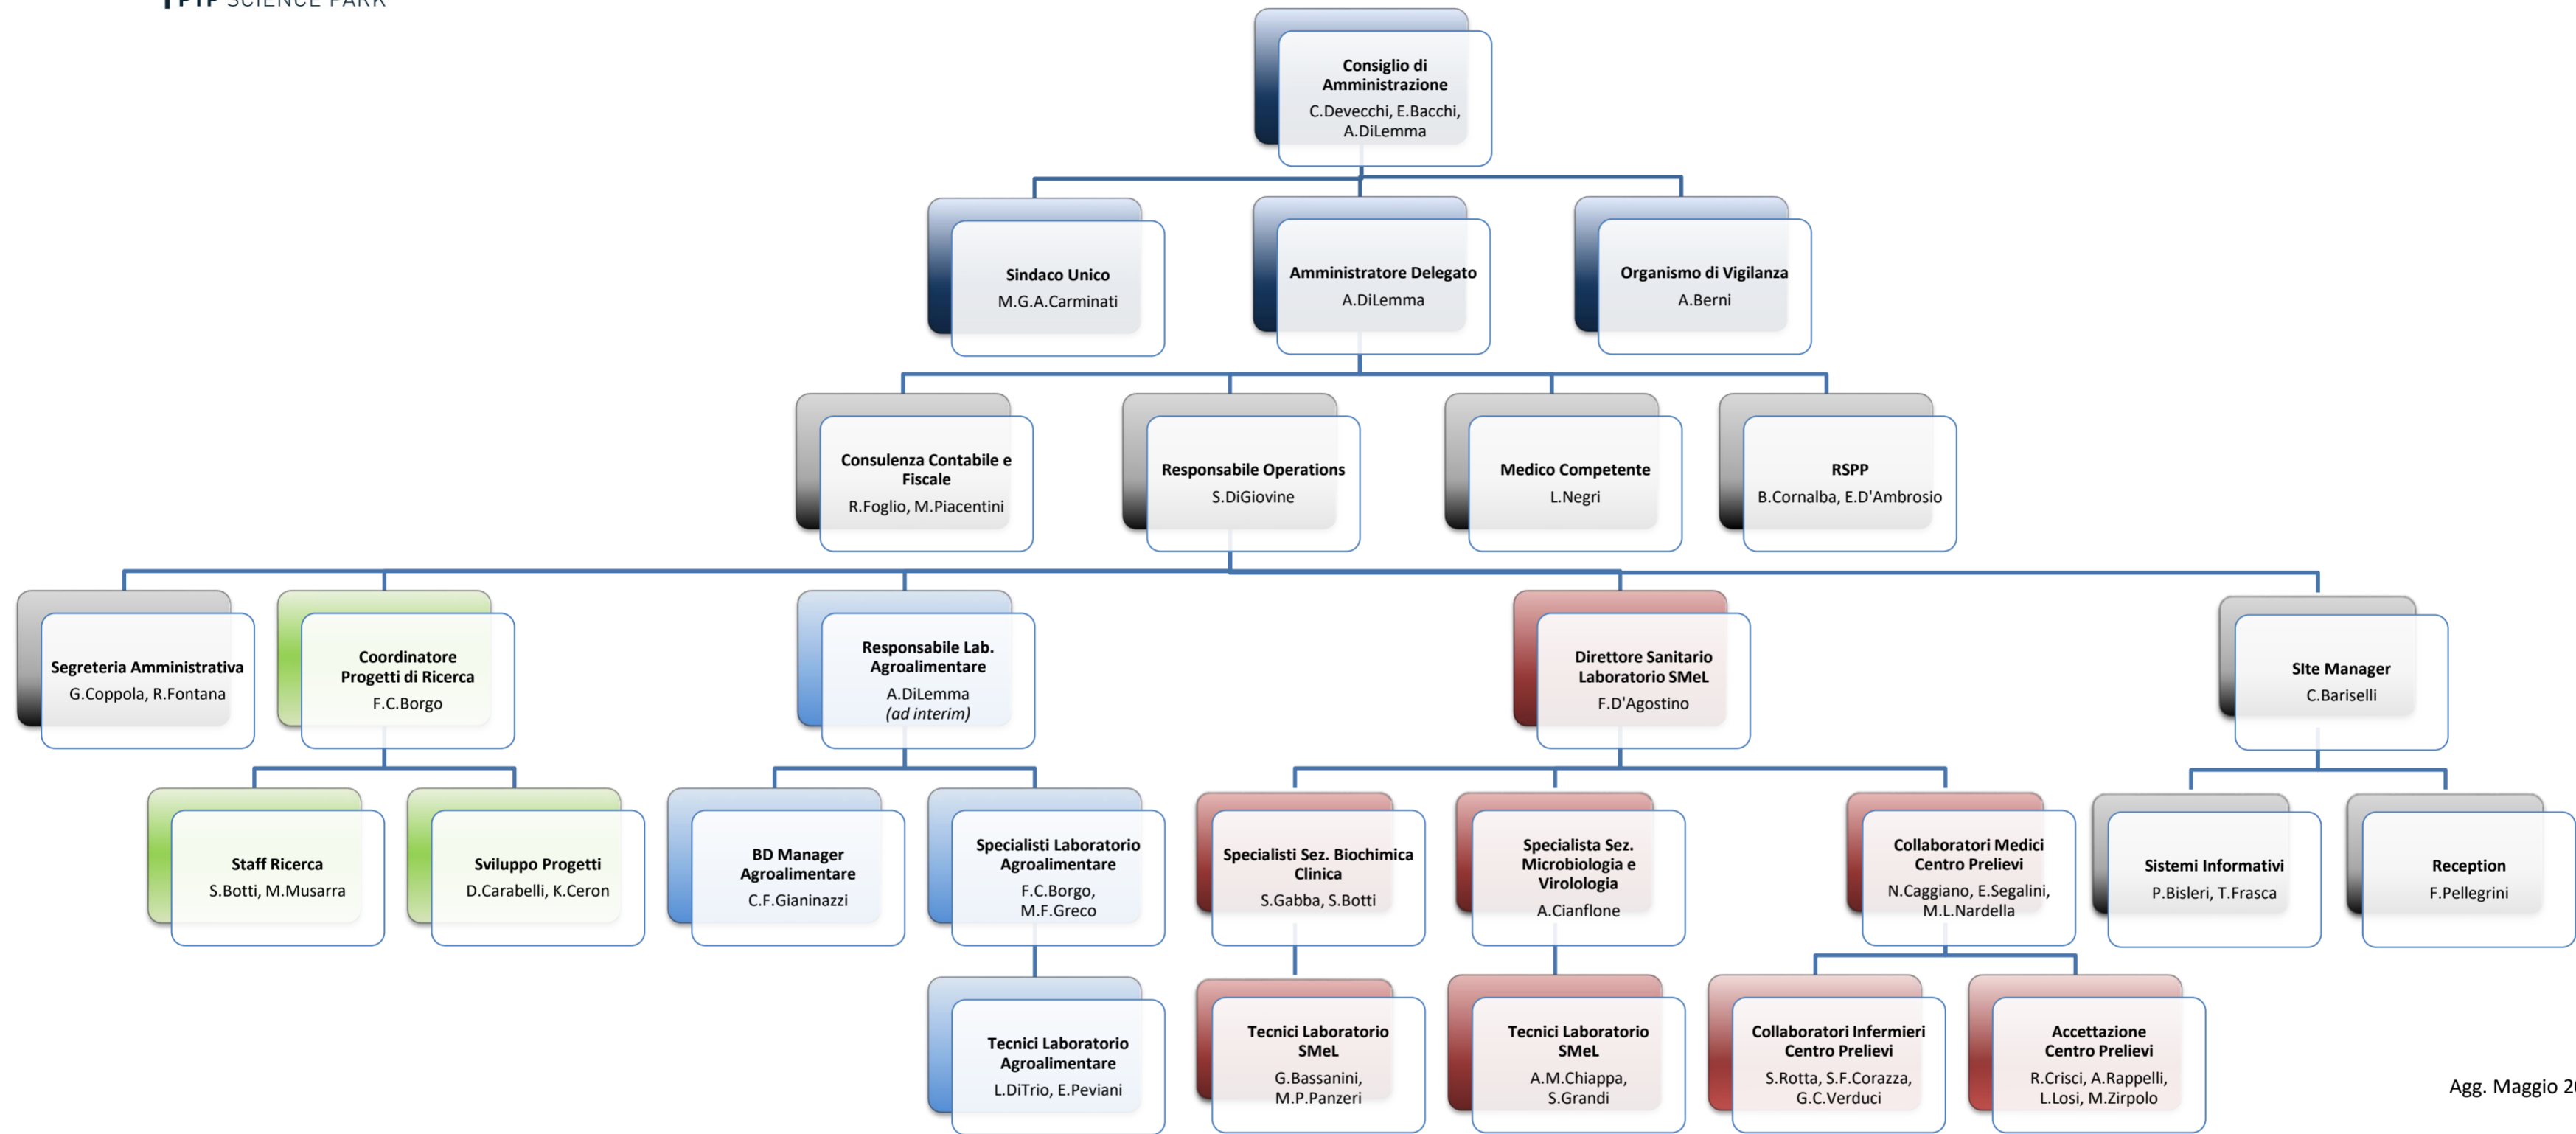 PTP SCIENCE PARK
Consiglio di
Amministrazione
C.Devecchi, E.Bacchi,
A.DiLemma
Sindaco Unico
M.G.A.Carminati
Amministratore Delegato
A.DiLemma
Organismo di Vigilanza
A.Berni
Consulenza Contabile e
Fiscale
R.Foglio, M.Piacentini
Responsabile Operations
S.DiGiovine
Medico Competente
L.Negri
RSPP
B.Cornalba, E.D'Ambrosio
Segreteria Amministrativa
G.Coppola, R.Fontana
Coordinatore
Progetti di Ricerca
F.C.Borgo
Responsabile Lab.
Agroalimentare
A.DiLemma
(ad interim)
Direttore Sanitario
Laboratorio SMeL
F.D'Agostino
SIte Manager
C.Bariselli
Staff Ricerca
S.Botti, M.Musarra
Sviluppo Progetti
D.Carabelli, K.Ceron
BD Manager
Agroalimentare
C.F.Gianinazzi
Specialisti Laboratorio
Agroalimentare
F.C.Borgo,
M.F.Greco
Specialisti Sez. Biochimica
Clinica
S.Gabba, S.Botti
Specialista Sez.
Microbiologia e
Virolologia
A.Cianflone
Collaboratori Medici
Centro Prelievi
N.Caggiano, E.Segalini,
M.L.Nardella
Sistemi Informativi
P.Bisleri, T.Frasca
Reception
F.Pellegrini
Tecnici Laboratorio
Agroalimentare
L.DiTrio, E.Peviani
Tecnici Laboratorio
SMeL
G.Bassanini,
M.P.Panzeri
Tecnici Laboratorio
SMeL
A.M.Chiappa,
S.Grandi
Collaboratori Infermieri
Centro Prelievi
S.Rotta, S.F.Corazza,
G.C.Verduci
Accettazione
Centro Prelievi
R.Crisci, A.Rappelli,
L.Losi, M.Zirpolo
Agg. Maggio